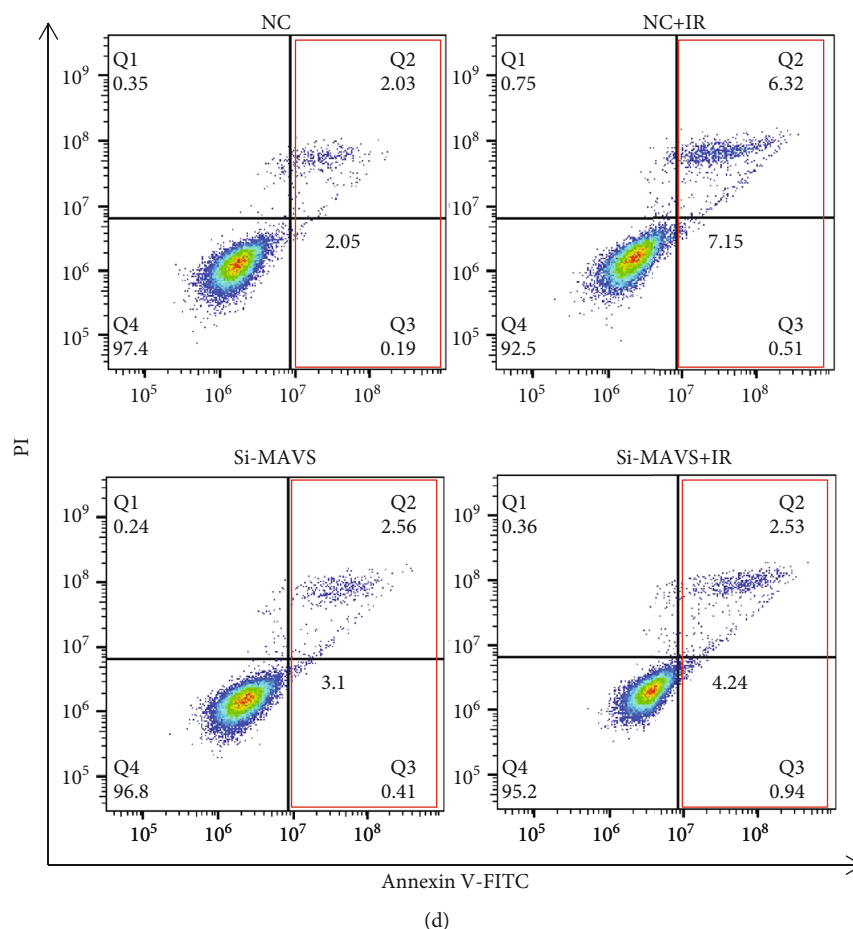 NC
NC+IR
Q1
0.35
Q2
2.03
2.05
Q4
97.4
Q3
0.19
10⁹
10⁸
10⁷
10⁶
10⁵
10⁵
10⁶
10⁷
10⁸
Q1
0.75
Q2
6.32
7.15
Q4
92.5
Q3
0.51
10⁹
10⁸
10⁷
10⁶
10⁵
10⁵
10⁶
10⁷
10⁸
PI
Si-MAVS
Si-MAVS+IR
Q1
0.24
Q2
2.56
3.1
Q4
96.8
Q3
0.41
10⁹
10⁸
10⁷
10⁶
10⁵
10⁵
10⁶
10⁷
10⁸
Q1
0.36
Q2
2.53
4.24
Q4
95.2
Q3
0.94
10⁹
10⁸
10⁷
10⁶
10⁵
10⁵
10⁶
10⁷
10⁸
Annexin V-FITC
(d)